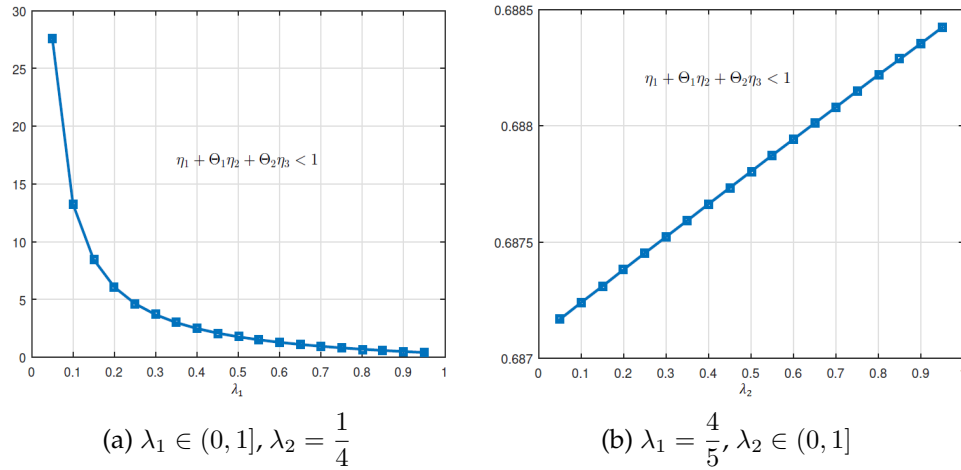 30
25
20
15
10
5
0
η₁ + Θ₁η₂ + Θ₂η₃ < 1
0 0.1 0.2 0.3 0.4 0.5 0.6 0.7 0.8 0.9 1
λ₁
(a) λ₁ ∈ (0, 1], λ₂ = 1/4
0.6885
0.688
0.6875
0.687
η₁ + Θ₁η₂ + Θ₂η₃ < 1
0 0.1 0.2 0.3 0.4 0.5 0.6 0.7 0.8 0.9 1
λ₂
(b) λ₁ = 4/5, λ₂ ∈ (0, 1]